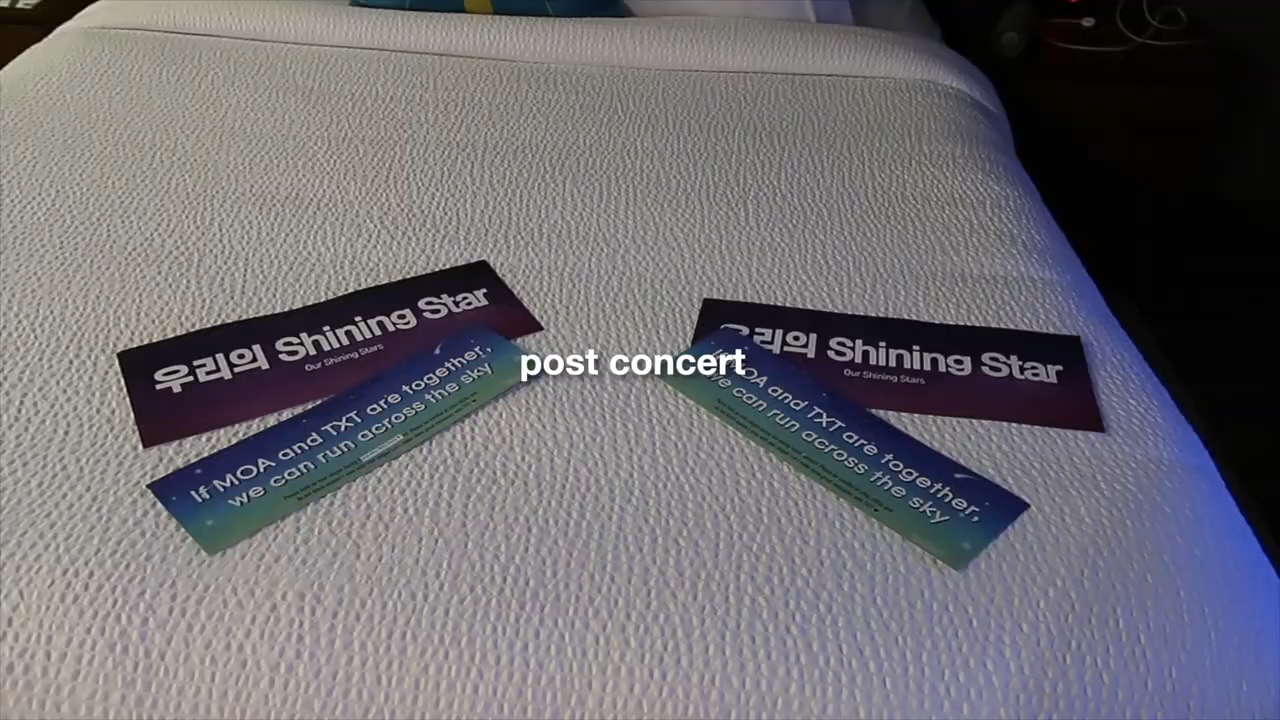 우리의 Shining Star
Our Shining Stars
If MOA and TXT are together,
we can run across the sky
post concert
우리의 Shining Star
Our Shining Stars
If MOA and TXT are together,
we can run across the sky